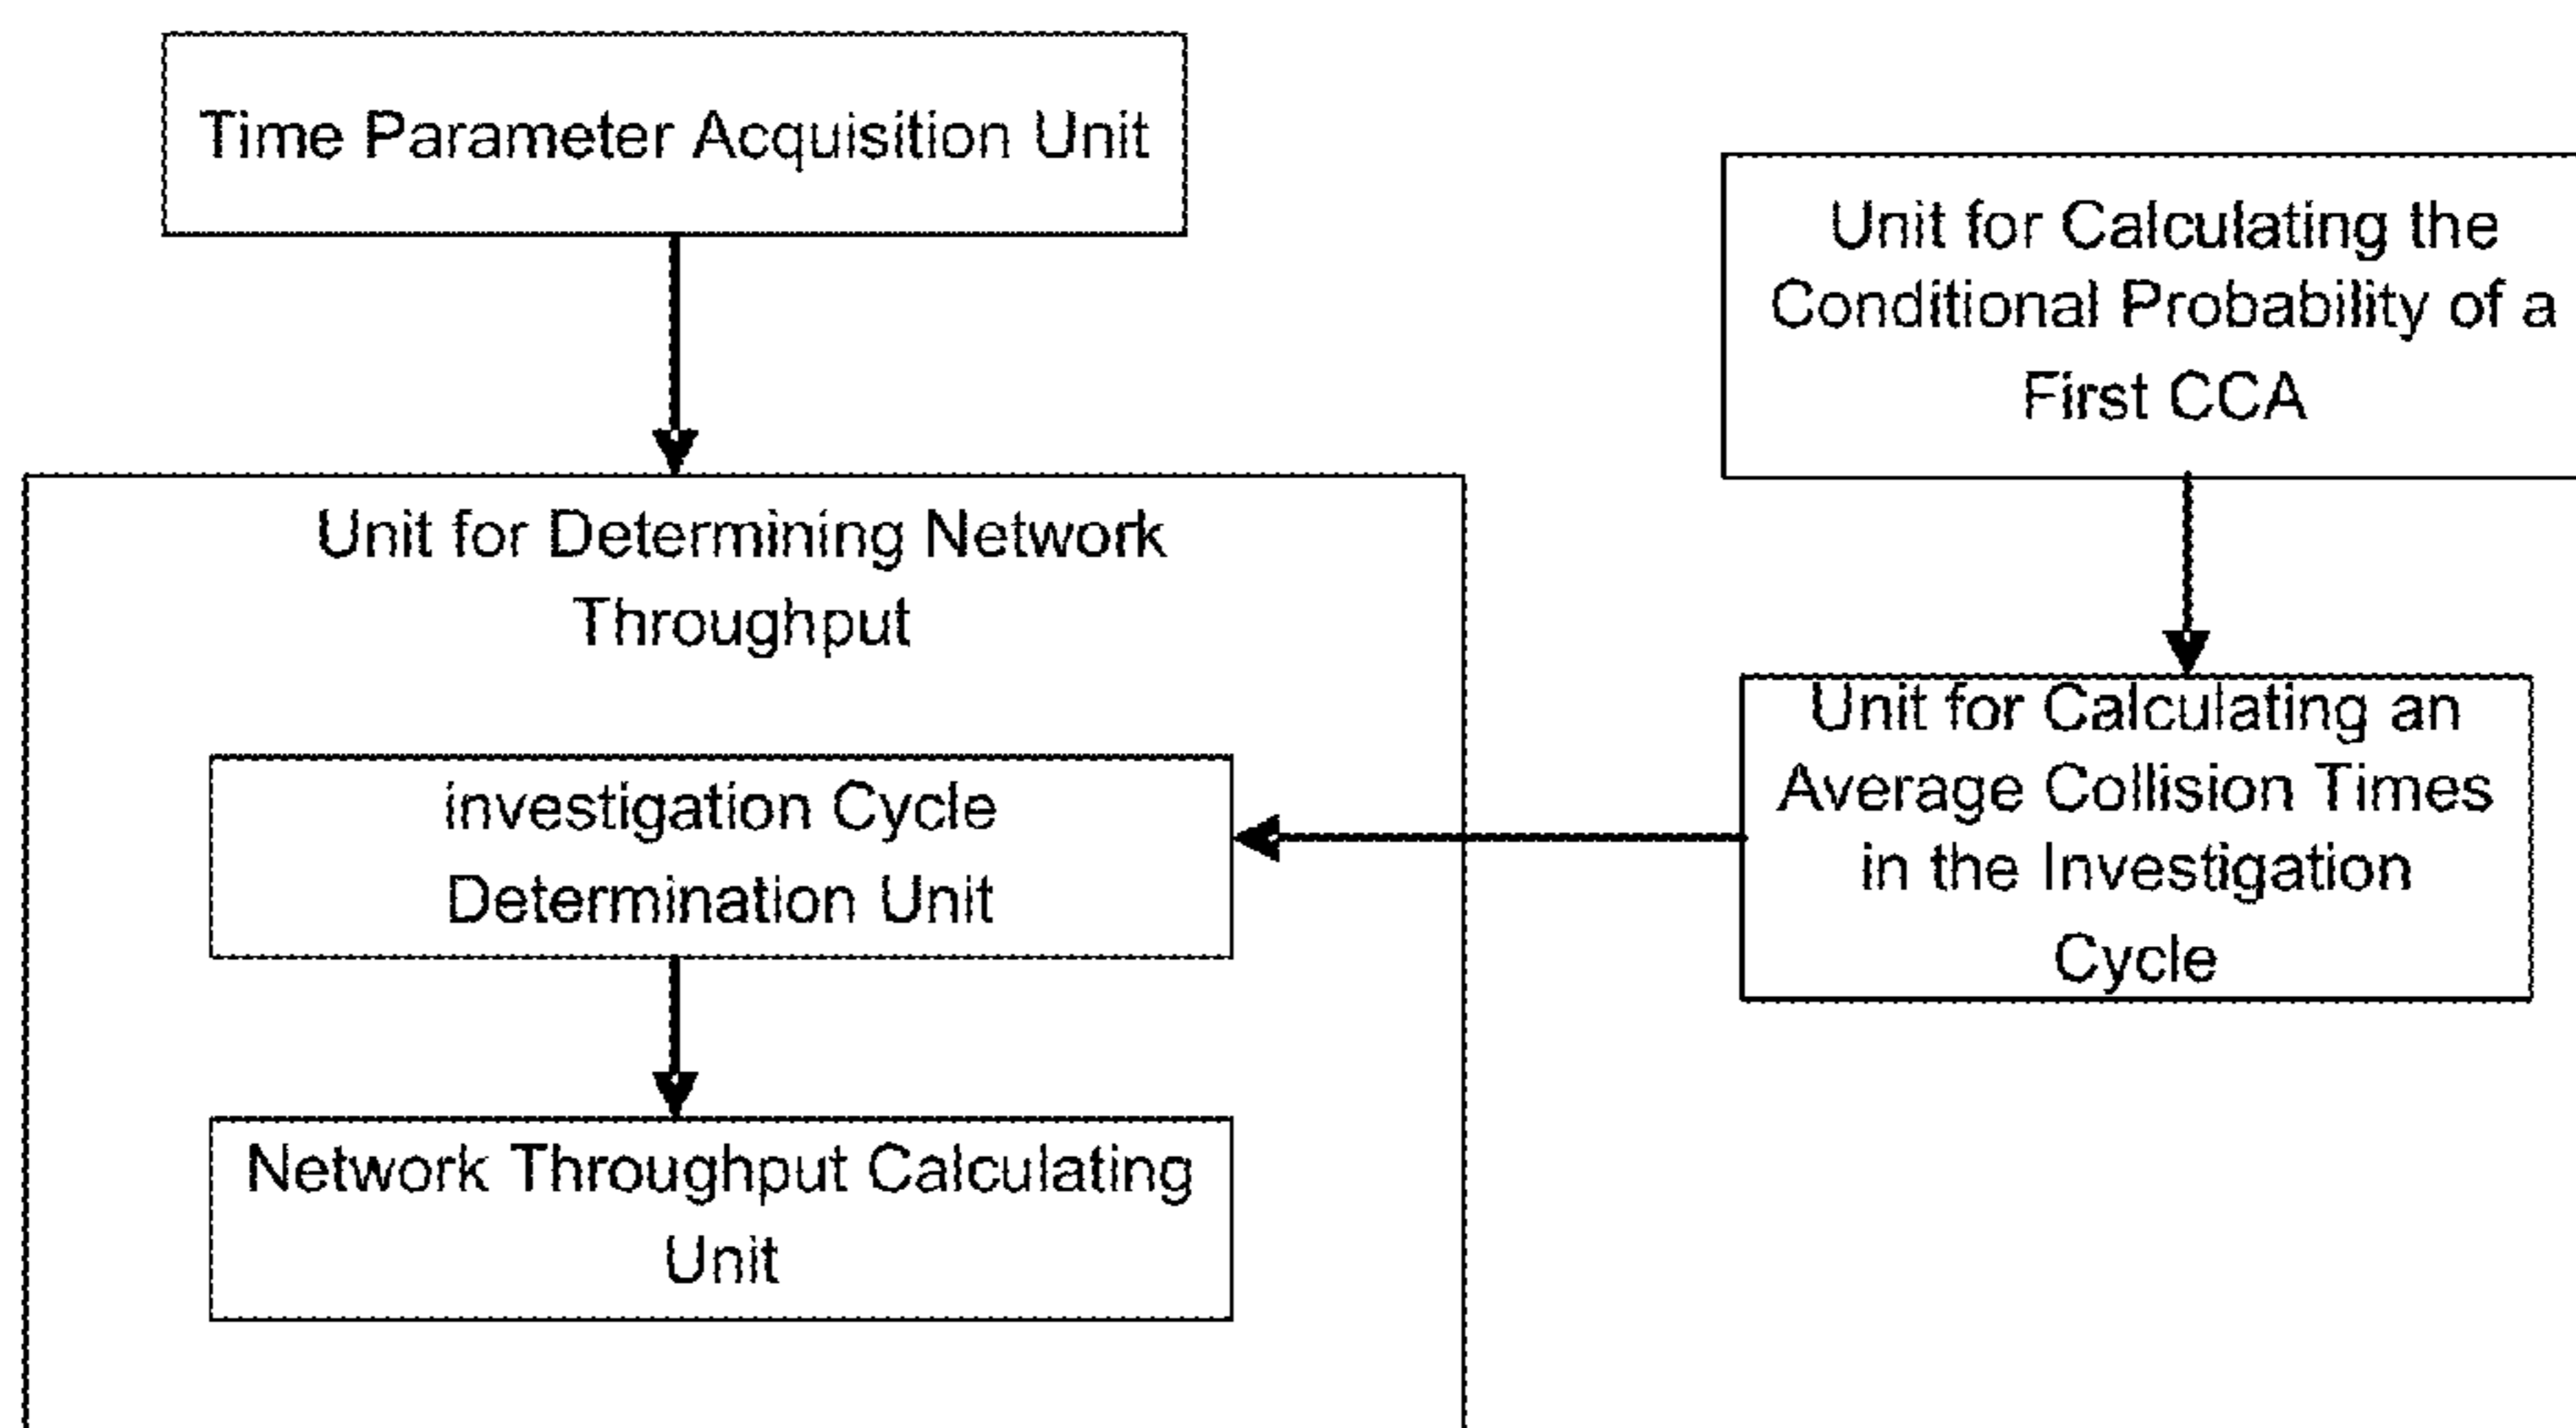 Time Parameter Acquisition Unit
Unit for Calculating the
Conditional Probability of a
First CCA
Unit for Determining Network
Throughput
Unit for Calculating an
Average Collision Times
in the Investigation
Cycle
investigation Cycle
Determination Unit
Network Throughput Calculating
Unit